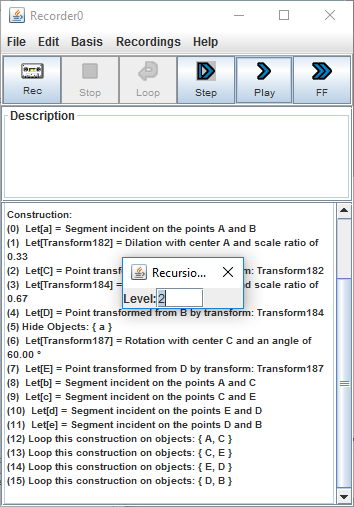 Recorder0
File Edit Basis Recordings Help
Rec Stop Loop Step Play FF
Description
Construction:
(0) Let[a] = Segment incident on the points A and B
(1) Let[Transform182] = Dilation with center A and scale ratio of
0.33
(2) Let[C] = Point transf by transform: Transform182
(3) Let[Transform184] = A and scale ratio of
0.67
(4) Let[D] = Point transformed from B by transform: Transform184
(5) Hide Objects: { a }
(6) Let[Transform187] = Rotation with center C and an angle of
60.00 °
(7) Let[E] = Point transformed from D by transform: Transform187
(8) Let[b] = Segment incident on the points A and C
(9) Let[c] = Segment incident on the points C and E
(10) Let[d] = Segment incident on the points E and D
(11) Let[e] = Segment incident on the points D and B
(12) Loop this construction on objects: { A, C }
(13) Loop this construction on objects: { C, E }
(14) Loop this construction on objects: { E, D }
(15) Loop this construction on objects: { D, B }
Recursio...
Level: 2